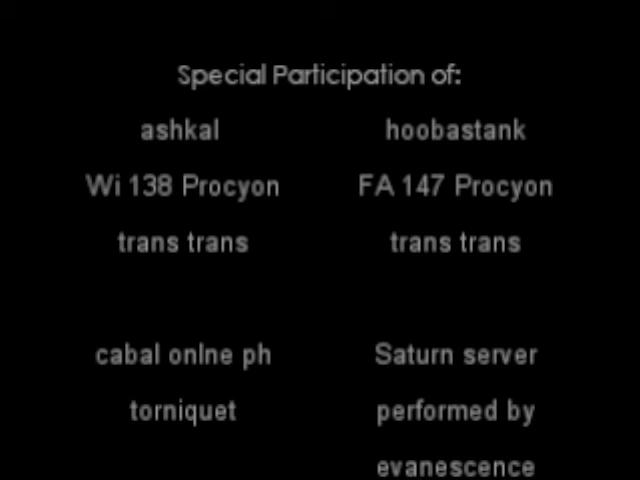 Special Participation of:
ashkal hoobastank
Wi 138 Procyon FA 147 Procyon
trans trans trans trans
cabal onlne ph Saturn server
torniquet performed by
evanescence